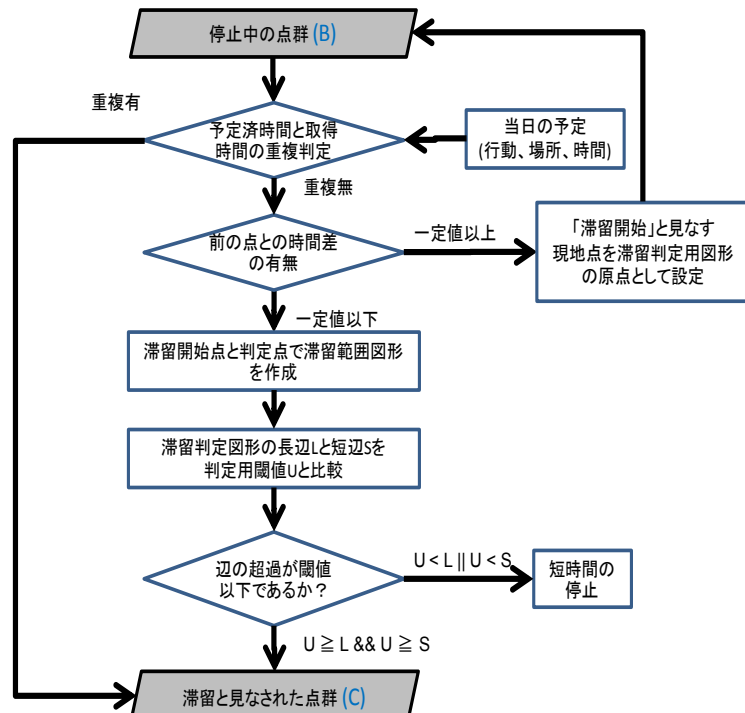 停止中の点群(B)
重複有
予定済時間と取得
時間の重複判定
当日の予定
(行動、場所、時間)
重複無
前の点との時間差
の有無
一定値以上
「滞留開始」と見なす
現地点を滞留判定用図形
の原点として設定
一定値以下
滞留開始点と判定点で滞留範囲図形
を作成
滞留判定図形の長辺Lと短辺Sを
判定用閾値Uと比較
辺の超過が閾値
以下であるか？
U < L || U < S
短時間の
停止
U ≧ L && U ≧ S
滞留と見なされた点群(C)